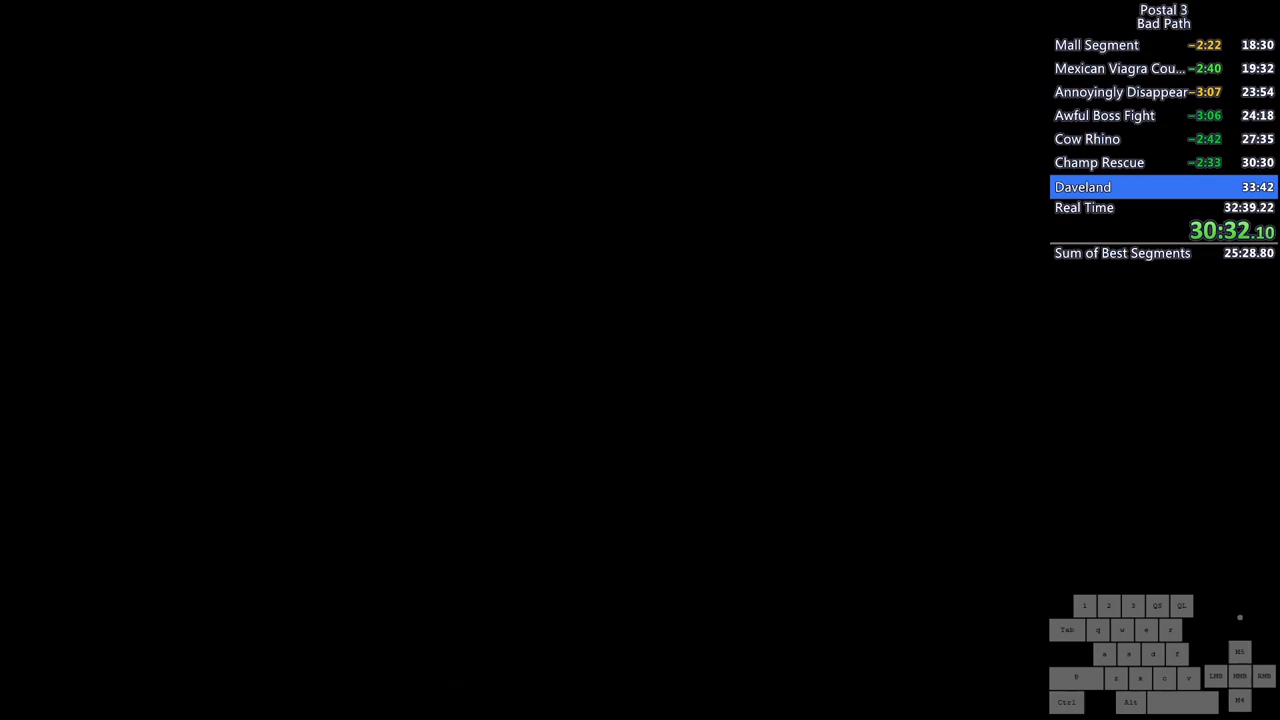 Postal 3
Bad Path
Mall Segment −2:22 18:30
Mexican Viagra Cou... −2:40 19:32
Annoyingly Disappear −3:07 23:54
Awful Boss Fight −3:06 24:18
Cow Rhino −2:42 27:35
Champ Rescue −2:33 30:30
Daveland 33:42
Real Time 32:39.22
30:32.10
Sum of Best Segments 25:28.80
1 2 3 QS QL
Tab q w e r
a s d f M5
z x c v LMB MMB RMB
Ctrl Alt M4